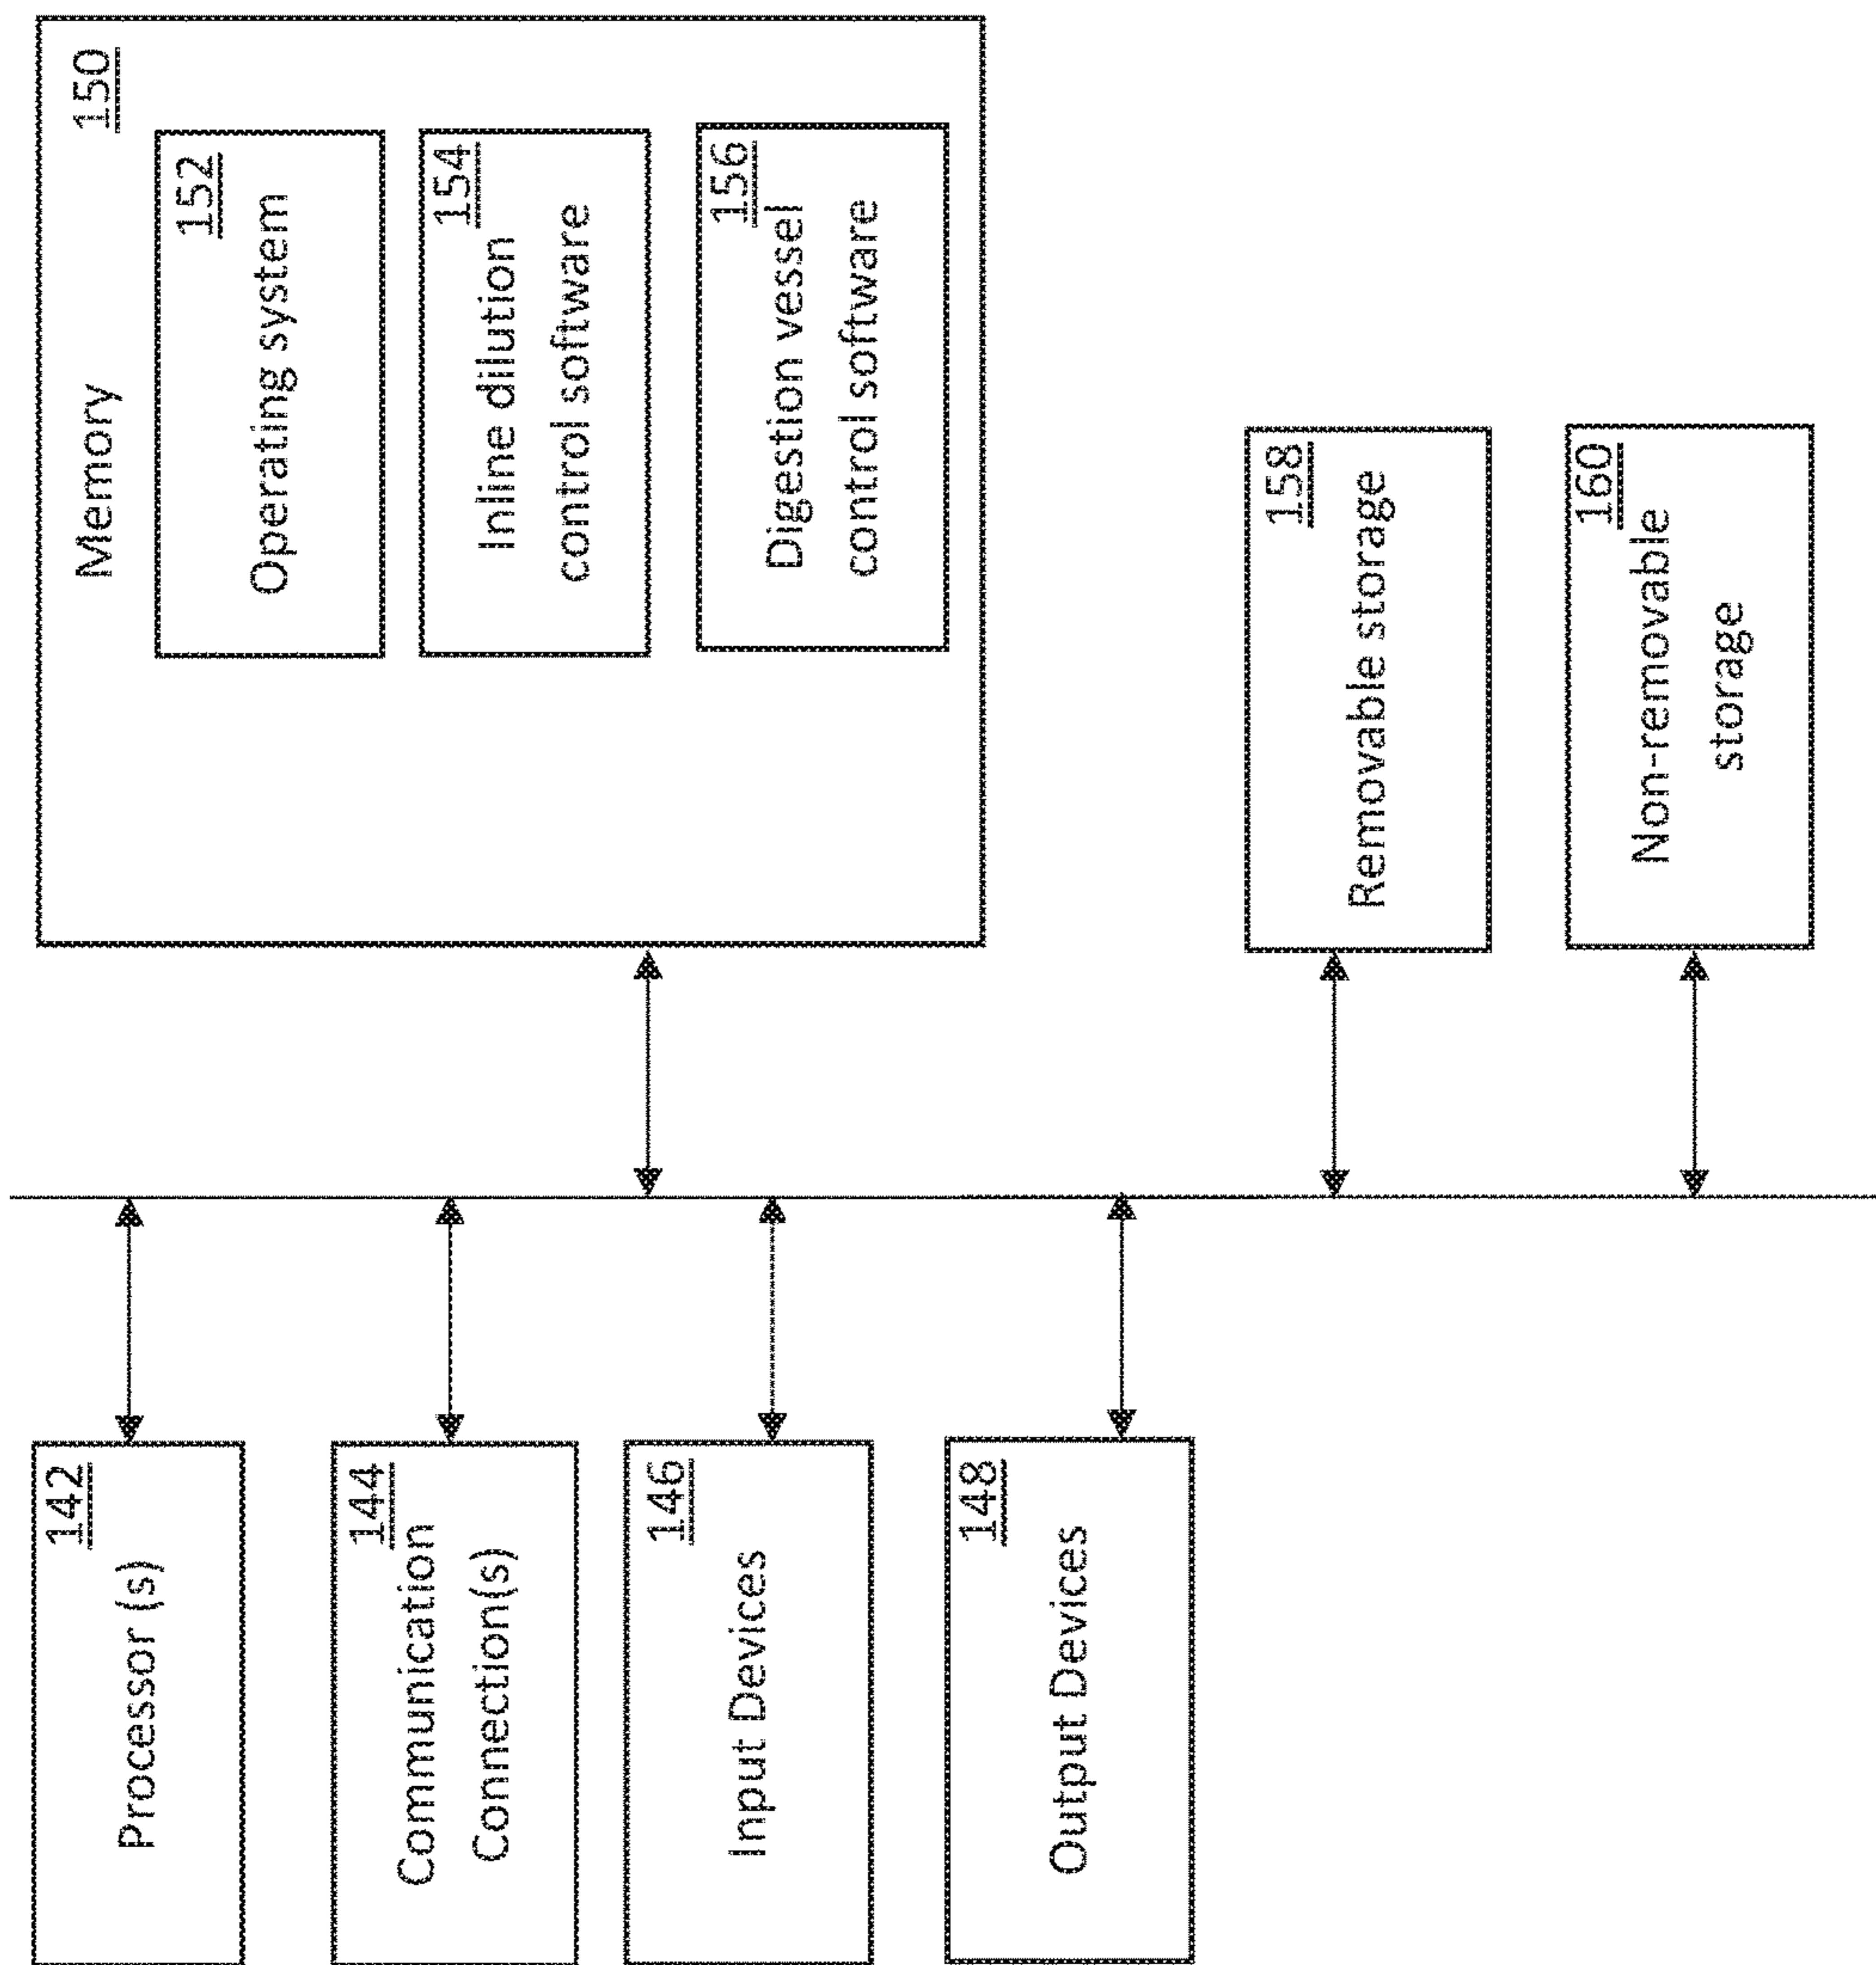 142
Processor (s)
144
Communication
Connection(s)
146
Input Devices
148
Output Devices
150
Memory
152
Operating system
154
Inline dilution
control software
156
Digestion vessel
control software
158
Removable storage
160
Non-removable
storage